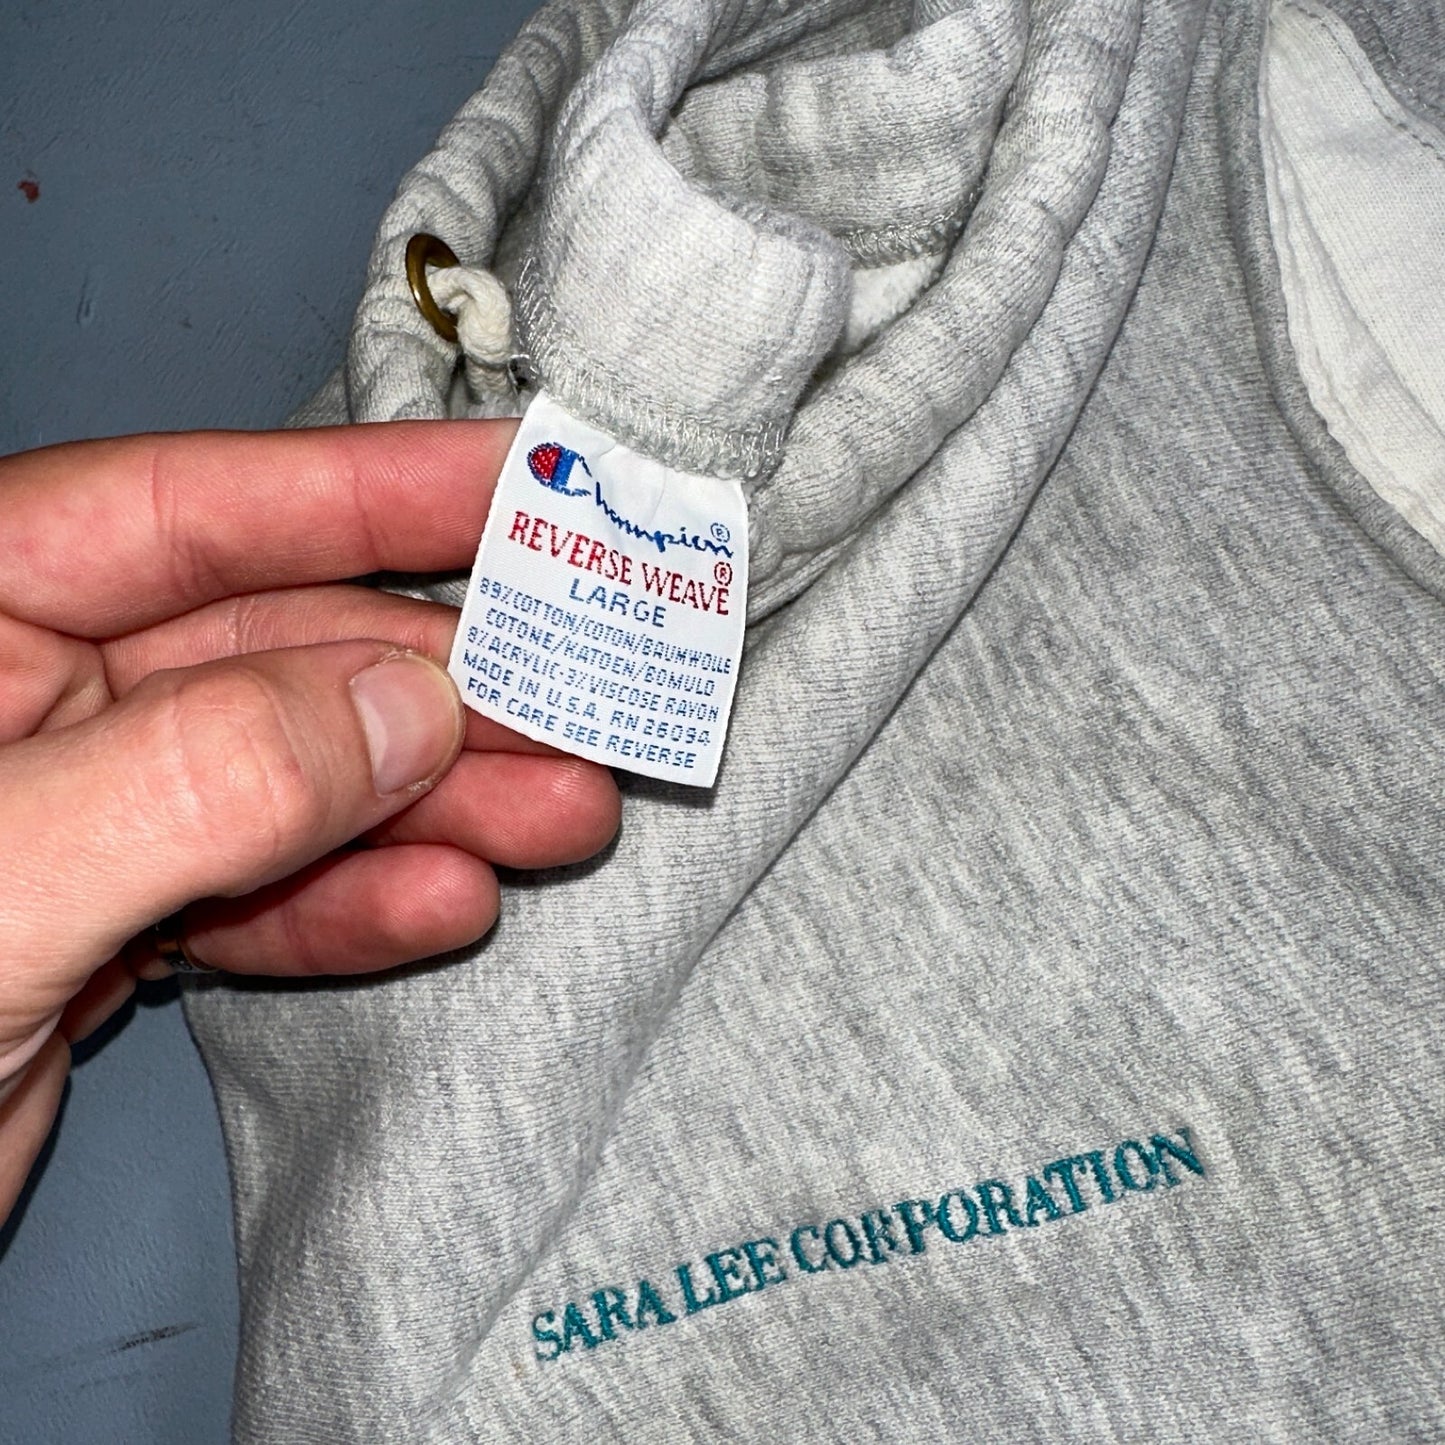 Champion®
REVERSE WEAVE®
LARGE
89% COTTON/COTON/BAUMWOLLE
COTONE/KATOEN/BOMULD
8% ACRYLIC-3% VISCOSE RAYON
MADE IN U.S.A. RN 26094
FOR CARE SEE REVERSE
SARA LEE CORPORATION